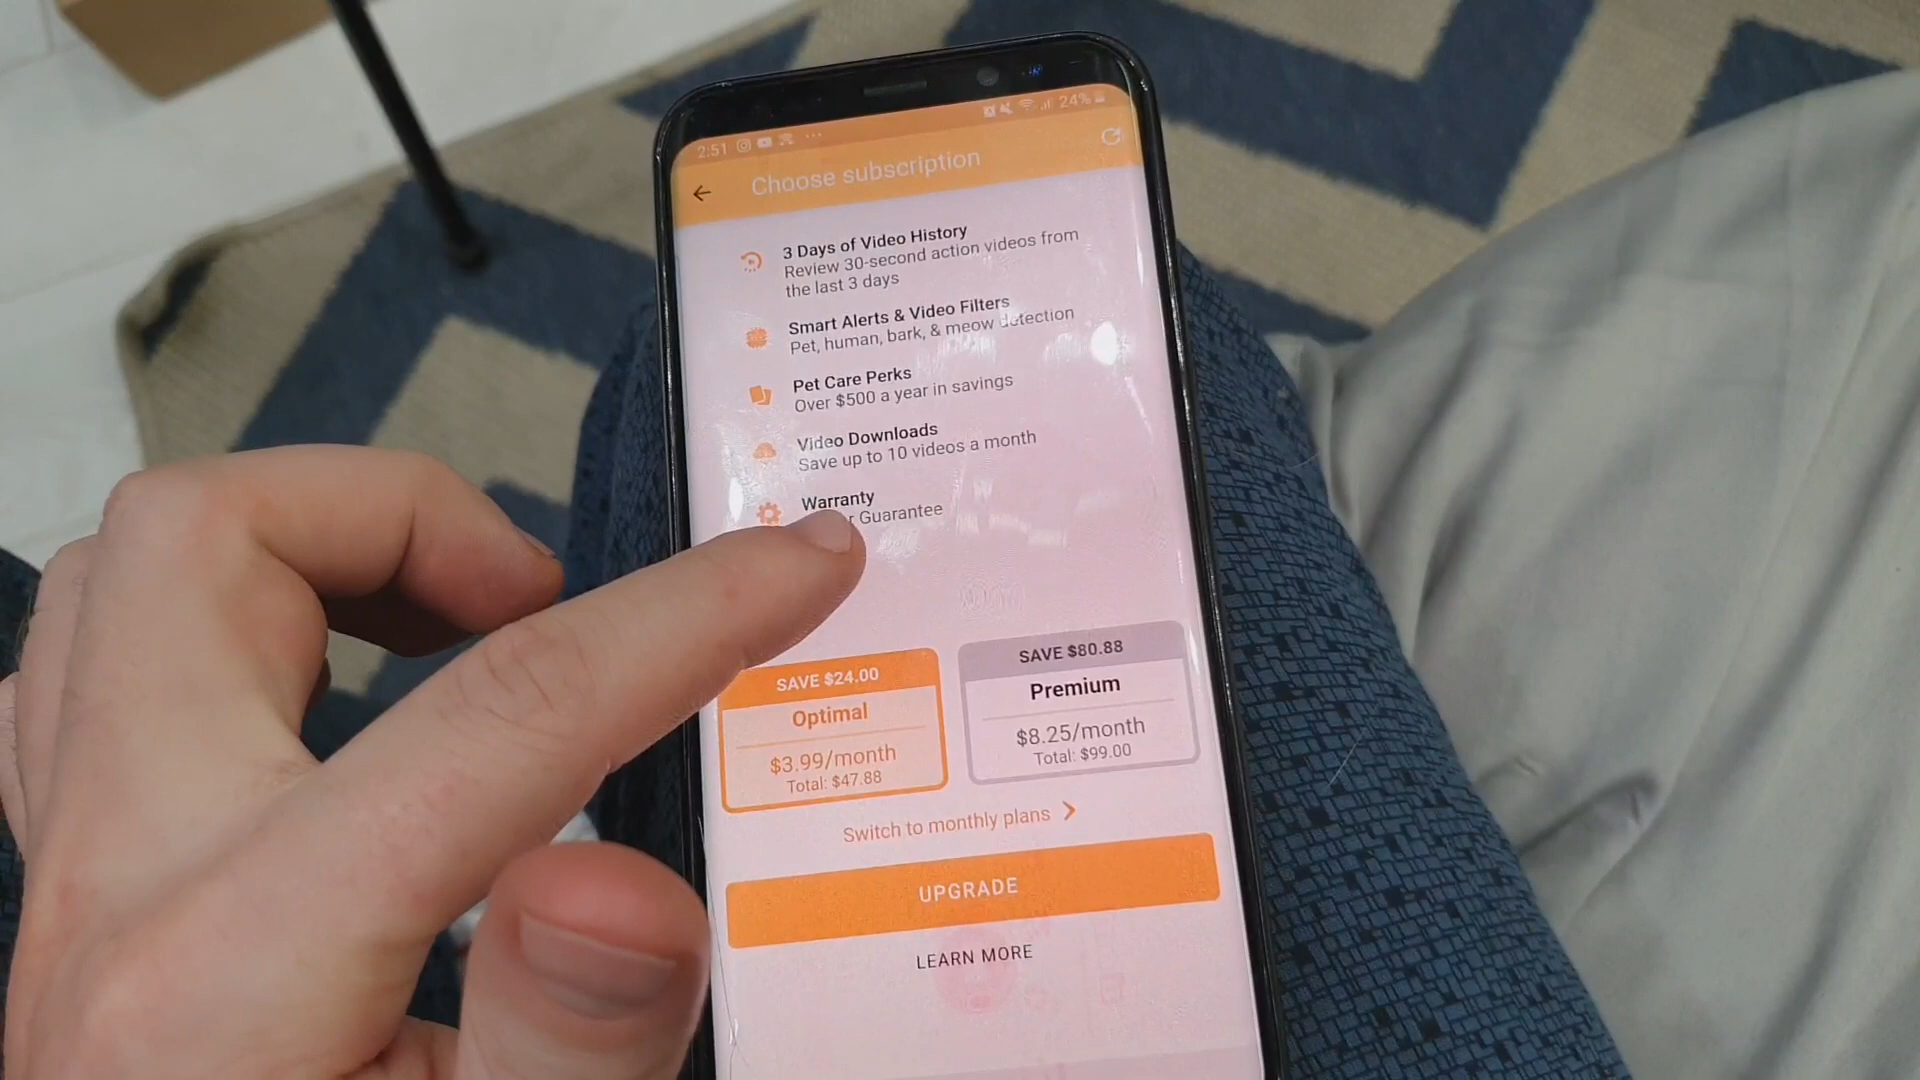 2:51
24%
Choose subscription
3 Days of Video History
Review 30-second action videos from
the last 3 days
Smart Alerts & Video Filters
Pet, human, bark, & meow detection
Pet Care Perks
Over $500 a year in savings
Video Downloads
Save up to 10 videos a month
Warranty
Guarantee
SAVE $24.00
Optimal
$3.99/month
Total: $47.88
SAVE $80.88
Premium
$8.25/month
Total: $99.00
Switch to monthly plans
UPGRADE
LEARN MORE